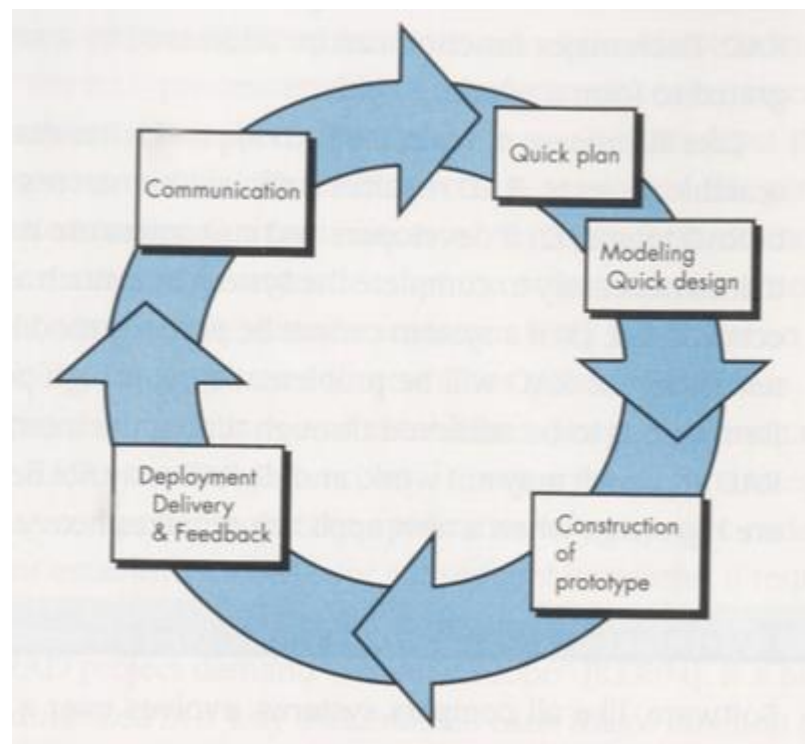 Communication
Quick plan
Modeling
Quick design
Construction
of
prototype
Deployment
Delivery
& Feedback